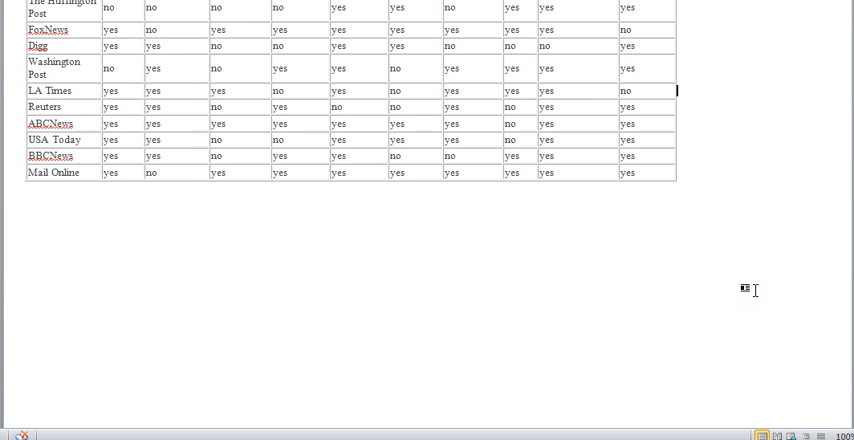 The Huffington
Post no no no no yes yes no yes yes yes
FoxNews yes no yes yes yes yes yes yes yes no
Digg yes yes no no yes yes no no no yes
Washington
Post no yes no yes yes no yes yes yes yes
LA Times yes yes yes no yes no yes yes yes no
Reuters yes yes no yes no no yes no yes yes
ABCNews yes yes yes yes yes yes yes no yes yes
USA Today yes yes no no yes yes yes no yes yes
BBCNews yes yes no yes yes no no yes yes yes
Mail Online yes no yes yes yes yes yes yes yes yes
100%